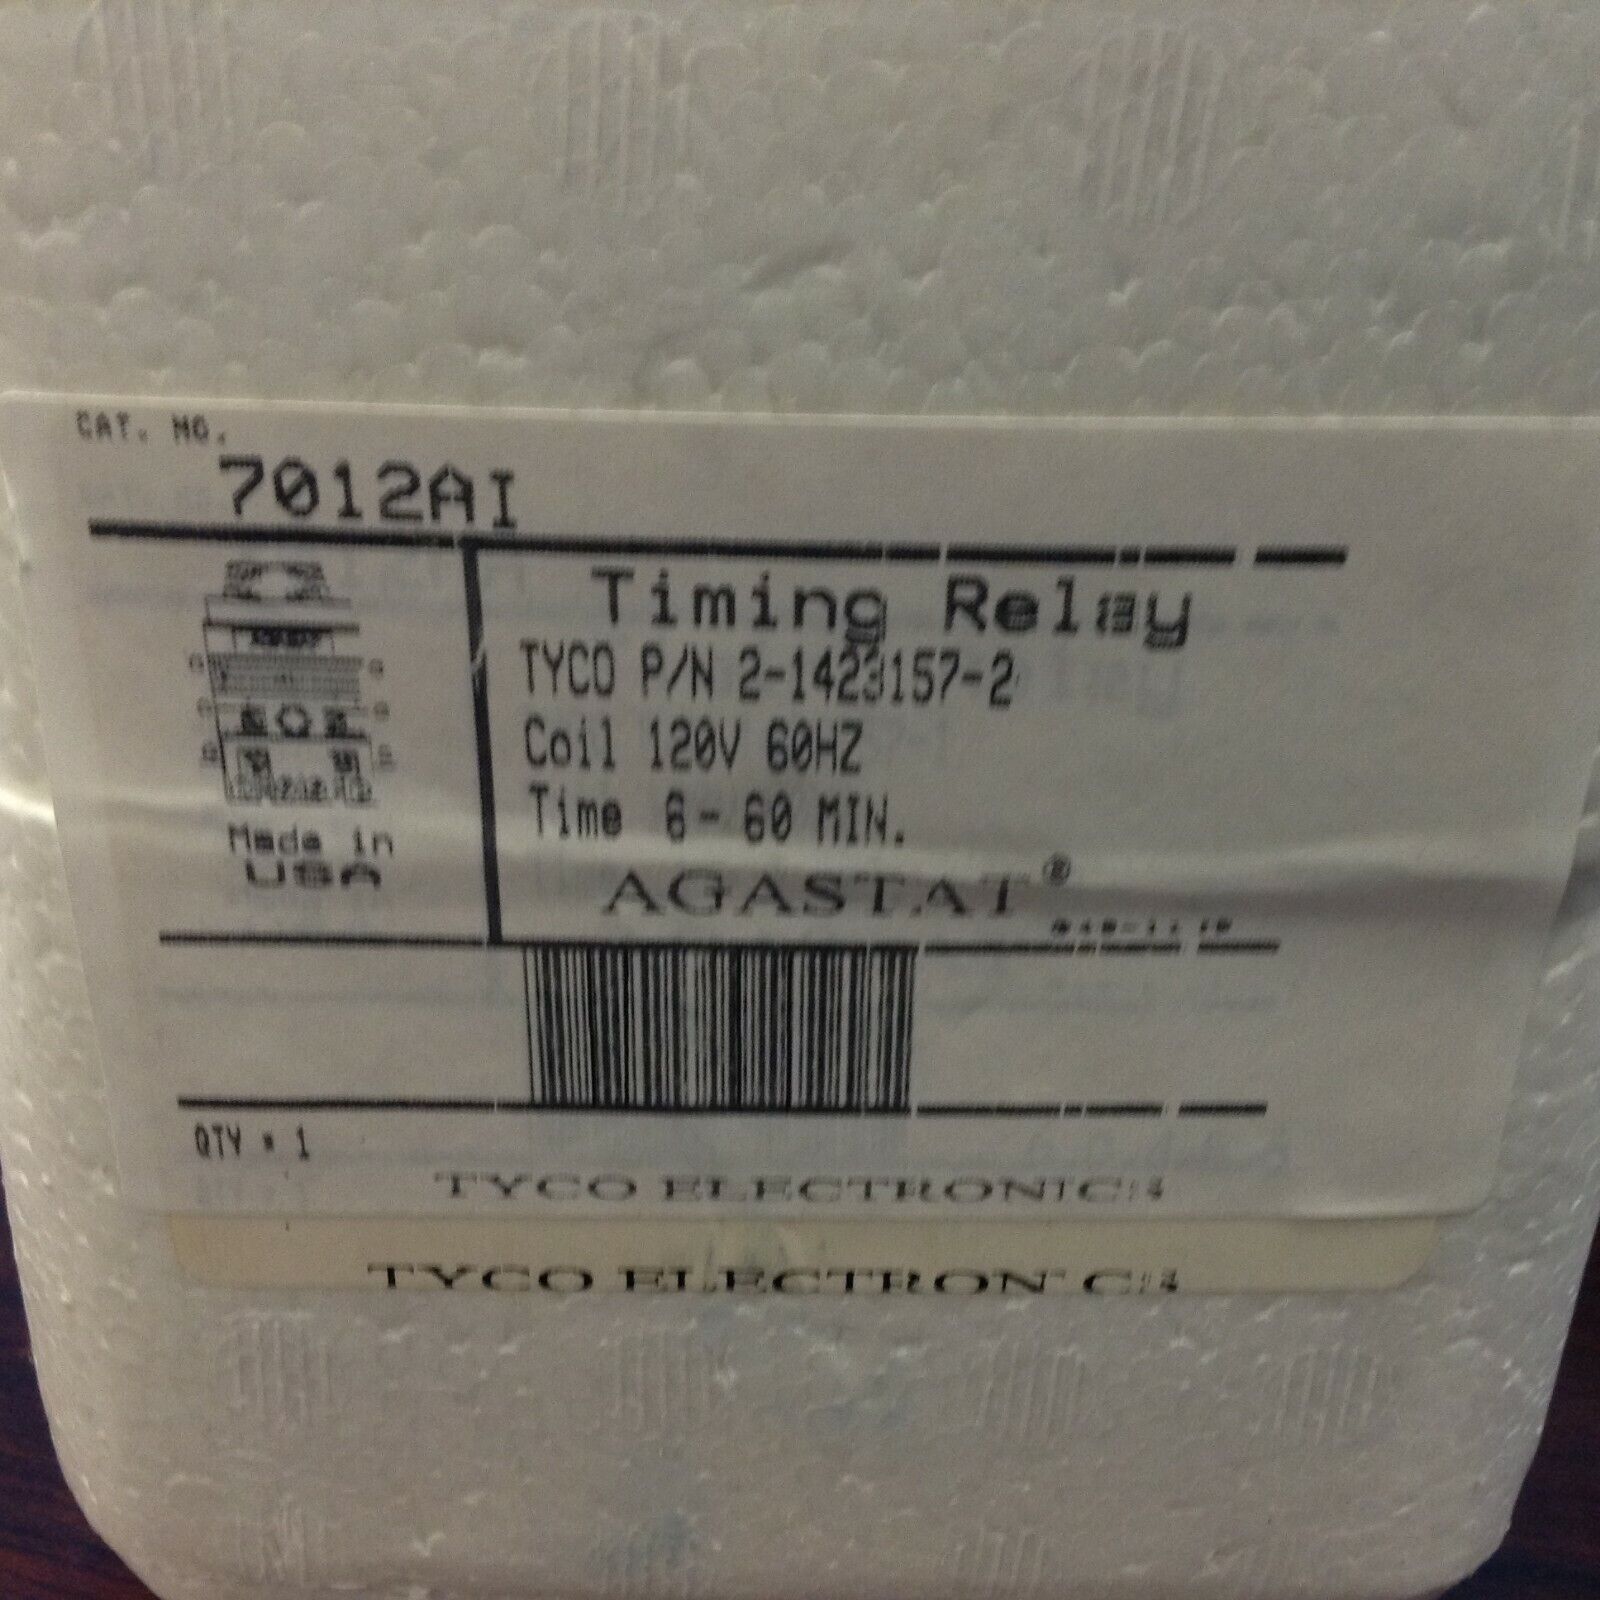 CAT. NO.
7012AI
Timing Relay
TYCO P/N 2-1423157-2
Coil 120V 60HZ
Time 6-60 MIN.
Made in
USA
AGASTAT®
QTY = 1
TYCO ELECTRONICS
TYCO ELECTRONICS